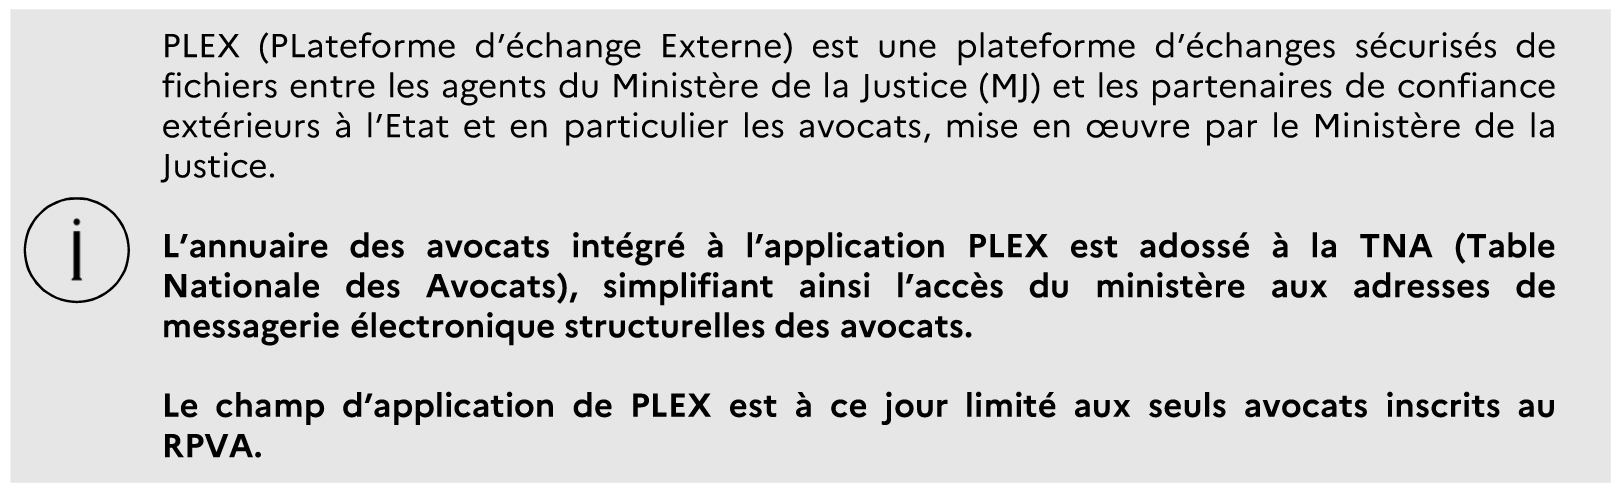 PLEX (PLateforme d’échange Externe) est une plateforme d’échanges sécurisés de
fichiers entre les agents du Ministère de la Justice (MJ) et les partenaires de confiance
extérieurs à l’Etat et en particulier les avocats, mise en œuvre par le Ministère de la
Justice.
L’annuaire des avocats intégré à l’application PLEX est adossé à la TNA (Table
Nationale des Avocats), simplifiant ainsi l’accès du ministère aux adresses de
messagerie électronique structurelles des avocats.
Le champ d’application de PLEX est à ce jour limité aux seuls avocats inscrits au
RPVA.